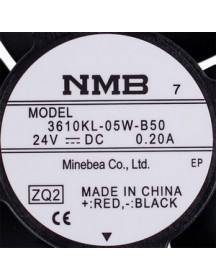 NMB 7
MODEL
3610KL-05W-B50
24V ⎓ DC 0.20A
Minebea Co., Ltd.
EP
ZQ2 MADE IN CHINA
CE +:RED,-:BLACK